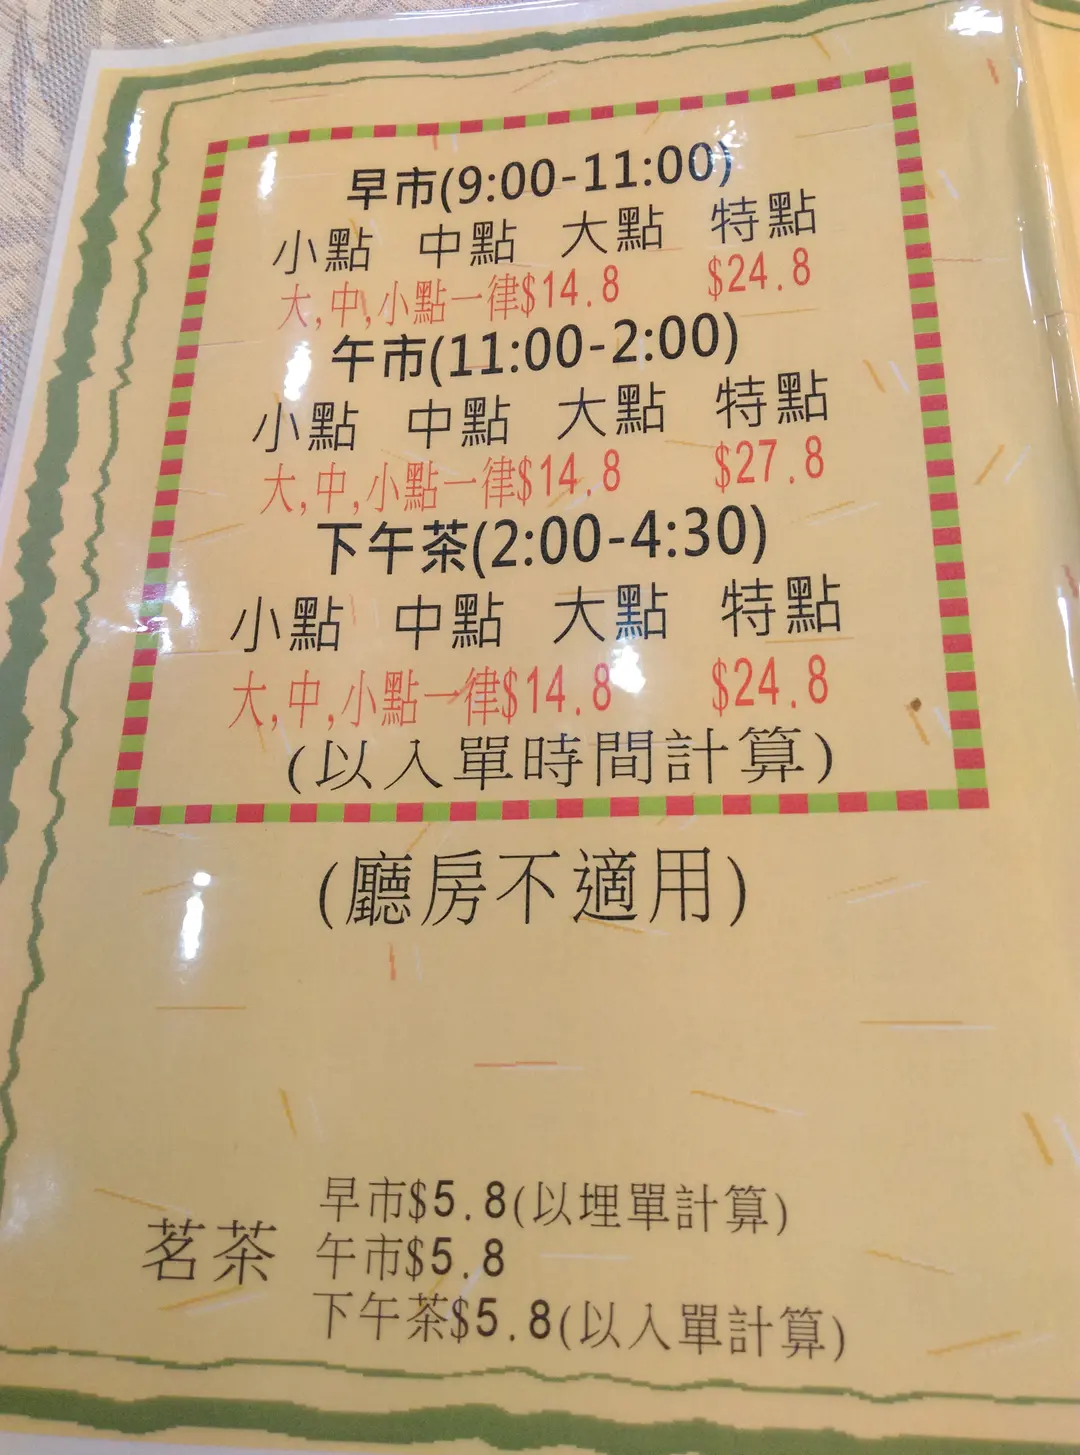 早市(9:00-11:00)
小點 中點 大點 特點
大,中,小點一律$14.8 $24.8
午市(11:00-2:00)
小點 中點 大點 特點
大,中,小點一律$14.8 $27.8
下午茶(2:00-4:30)
小點 中點 大點 特點
大,中,小點一律$14.8 $24.8
(以入單時間計算)
(廳房不適用)
茗茶
早市$5.8(以埋單計算)
午市$5.8
下午茶$5.8(以入單計算)